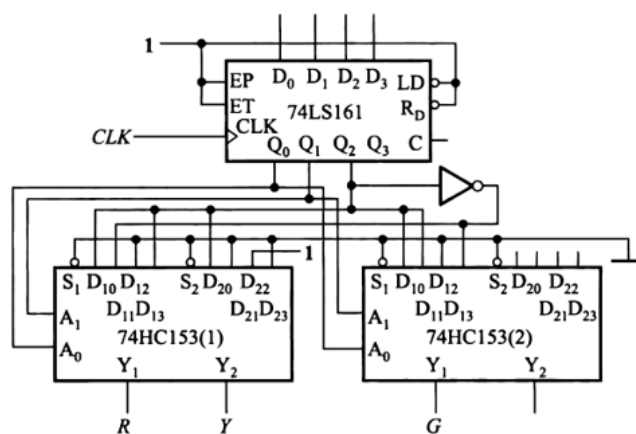 1
D0 D1 D2 D3
EP LD
ET 74LS161 RD
CLK CLK
Q0 Q1 Q2 Q3 C
1
S1 D10 D12 S2 D20 D22
D11 D13 D21 D23
A1
74HC153(1)
A0
Y1 Y2
S1 D10 D12 S2 D20 D22
D11 D13 D21 D23
A1
74HC153(2)
A0
Y1 Y2
R Y G